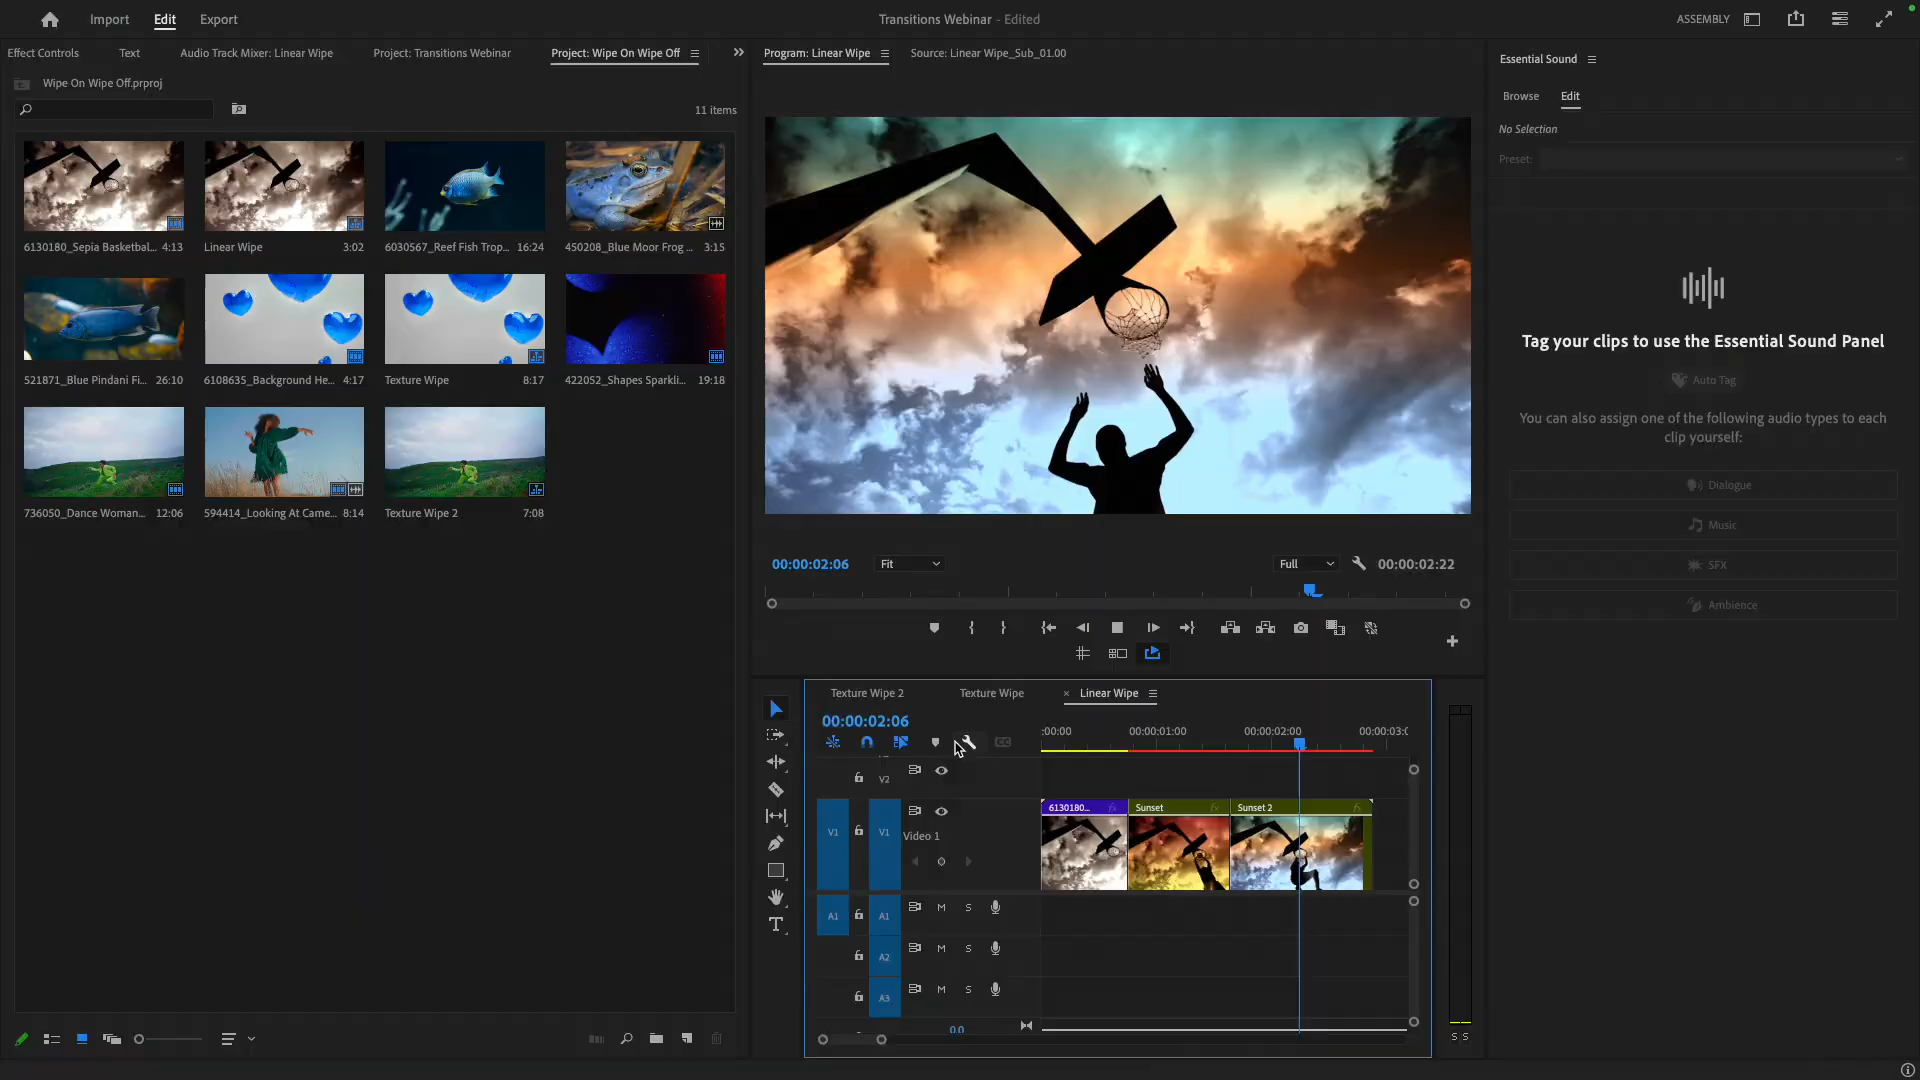 Import
Edit
Export
Transitions Webinar - Edited
ASSEMBLY
Effect Controls
Text
Audio Track Mixer: Linear Wipe
Project: Transitions Webinar
Project: Wipe On Wipe Off
Program: Linear Wipe
Source: Linear Wipe_Sub_01.00
Essential Sound
Wipe On Wipe Off.prproj
11 items
Browse
Edit
No Selection
Preset:
6130180_Sepia Basketbal... 4:13
Linear Wipe 3:02
6030567_Reef Fish Trop... 16:24
450208_Blue Moor Frog ... 3:15
521871_Blue Pindani Fi... 26:10
6108635_Background He... 4:17
Texture Wipe 8:17
422052_Shapes Sparkli... 19:18
736050_Dance Woman... 12:06
594414_Looking At Came... 8:14
Texture Wipe 2 7:08
Tag your clips to use the Essential Sound Panel
Auto Tag
You can also assign one of the following audio types to each
clip yourself:
Dialogue
Music
SFX
Ambience
00:00:02:06
Fit
Full
00:00:02:22
Texture Wipe 2
Texture Wipe
× Linear Wipe
00:00:02:06
:00:00
00:00:01:00
00:00:02:00
00:00:03:0
V2
6130180...
fx
Sunset
fx
Sunset 2
fx
V1
V1
Video 1
A1
A1
M
S
A2
M
S
A3
M
S
0.0
S S